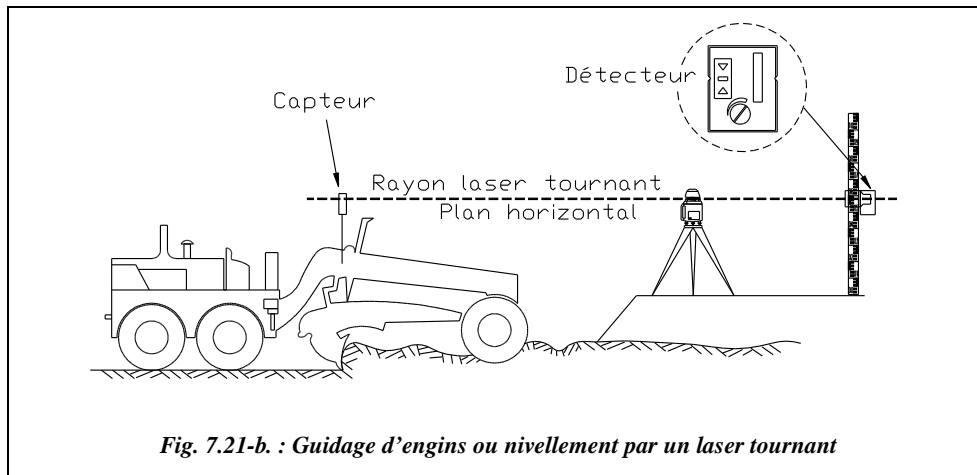 Détecteur
Capteur
Rayon laser tournant
Plan horizontal
Fig. 7.21-b. : Guidage d'engins ou nivellement par un laser tournant